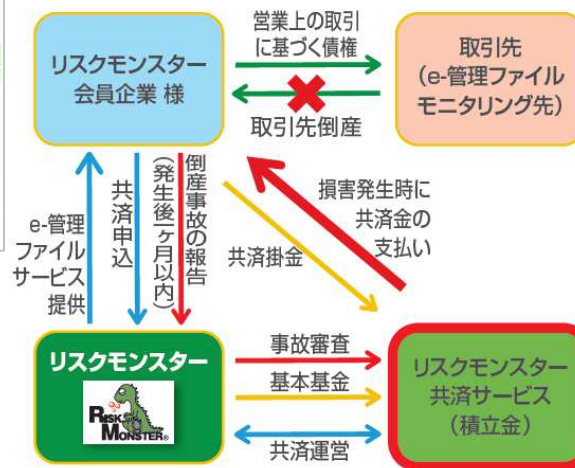 営業上の取引
に基づく債権
リスクモンスター
会員企業 様
取引先
(e-管理ファイル
モニタリング先)
取引先倒産
e-管理
ファイル
サービス
提供
共済申込
倒産事故の報告
(発生後一ヶ月以内)
共済掛金
損害発生時に
共済金の
支払い
リスクモンスター
RISK
MONSTER®
事故審査
基本基金
共済運営
リスクモンスター
共済サービス
(積立金)